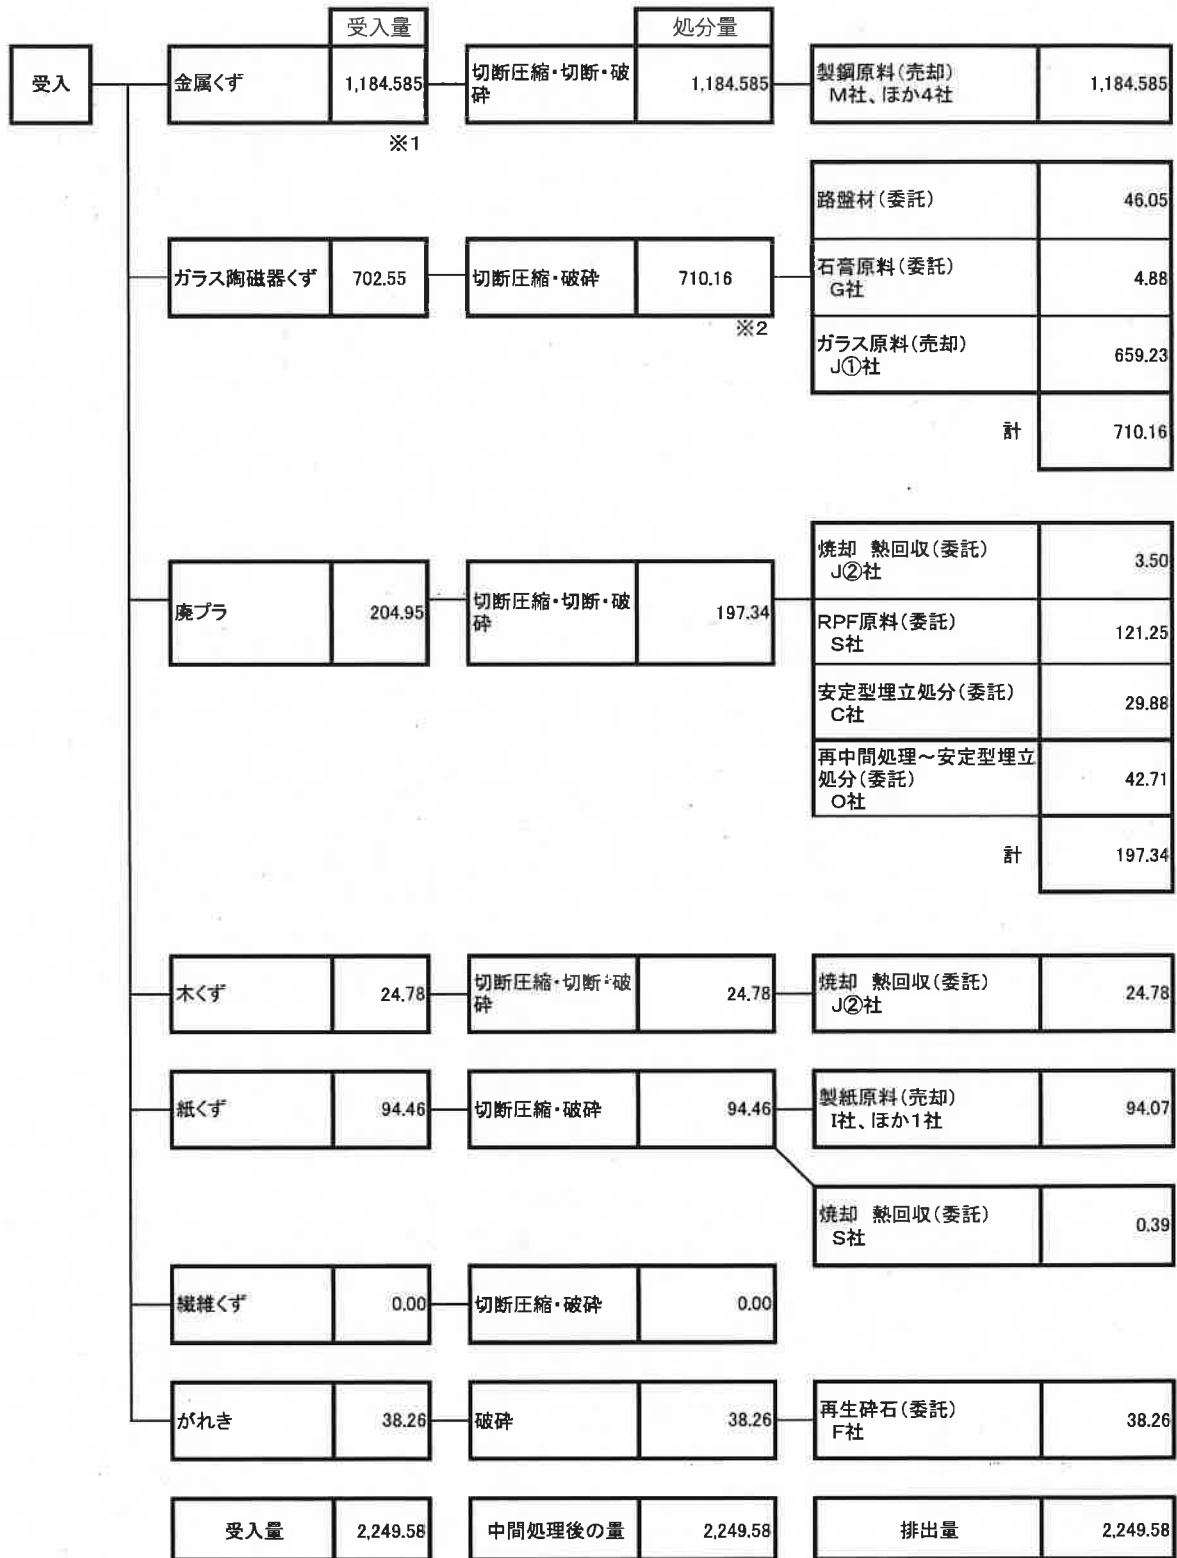 受入量
処分量
受入
金属くず
1,184.585
切断圧縮・切断・破
砕
1,184.585
製鋼原料(売却)
M社、ほか4社
1,184.585
※1
路盤材(委託)
46.05
ガラス陶磁器くず
702.55
切断圧縮・破砕
710.16
石膏原料(委託)
G社
4.88
※2
ガラス原料(売却)
J①社
659.23
計
710.16
焼却 熱回収(委託)
J②社
3.50
廃プラ
204.95
切断圧縮・切断・破
砕
197.34
RPF原料(委託)
S社
121.25
安定型埋立処分(委託)
C社
29.88
再中間処理～安定型埋立
処分(委託)
O社
42.71
計
197.34
木くず
24.78
切断圧縮・切断・破
砕
24.78
焼却 熱回収(委託)
J②社
24.78
紙くず
94.46
切断圧縮・破砕
94.46
製紙原料(売却)
I社、ほか1社
94.07
焼却 熱回収(委託)
S社
0.39
繊維くず
0.00
切断圧縮・破砕
0.00
がれき
38.26
破砕
38.26
再生砕石(委託)
F社
38.26
受入量
2,249.58
中間処理後の量
2,249.58
排出量
2,249.58